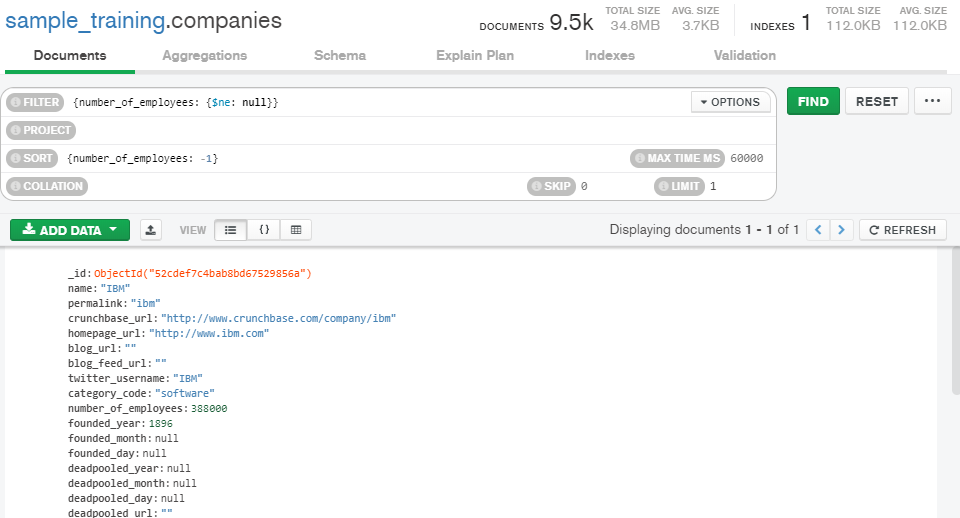 sample_training.companies
DOCUMENTS 9.5k TOTAL SIZE 34.8MB AVG. SIZE 3.7KB INDEXES 1 TOTAL SIZE 112.0KB AVG. SIZE 112.0KB
Documents Aggregations Schema Explain Plan Indexes Validation
FILTER {number_of_employees: {$ne: null}} OPTIONS FIND RESET ...
PROJECT
SORT {number_of_employees: -1} MAX TIME MS 60000
COLLATION SKIP 0 LIMIT 1
ADD DATA VIEW {} Displaying documents 1 - 1 of 1 < > REFRESH
_id: ObjectId("52cdef7c4bab8bd67529856a")
name: "IBM"
permalink: "ibm"
crunchbase_url: "http://www.crunchbase.com/company/ibm"
homepage_url: "http://www.ibm.com"
blog_url: ""
blog_feed_url: ""
twitter_username: "IBM"
category_code: "software"
number_of_employees: 388000
founded_year: 1896
founded_month: null
founded_day: null
deadpooled_year: null
deadpooled_month: null
deadpooled_day: null
deadpooled_url: ""